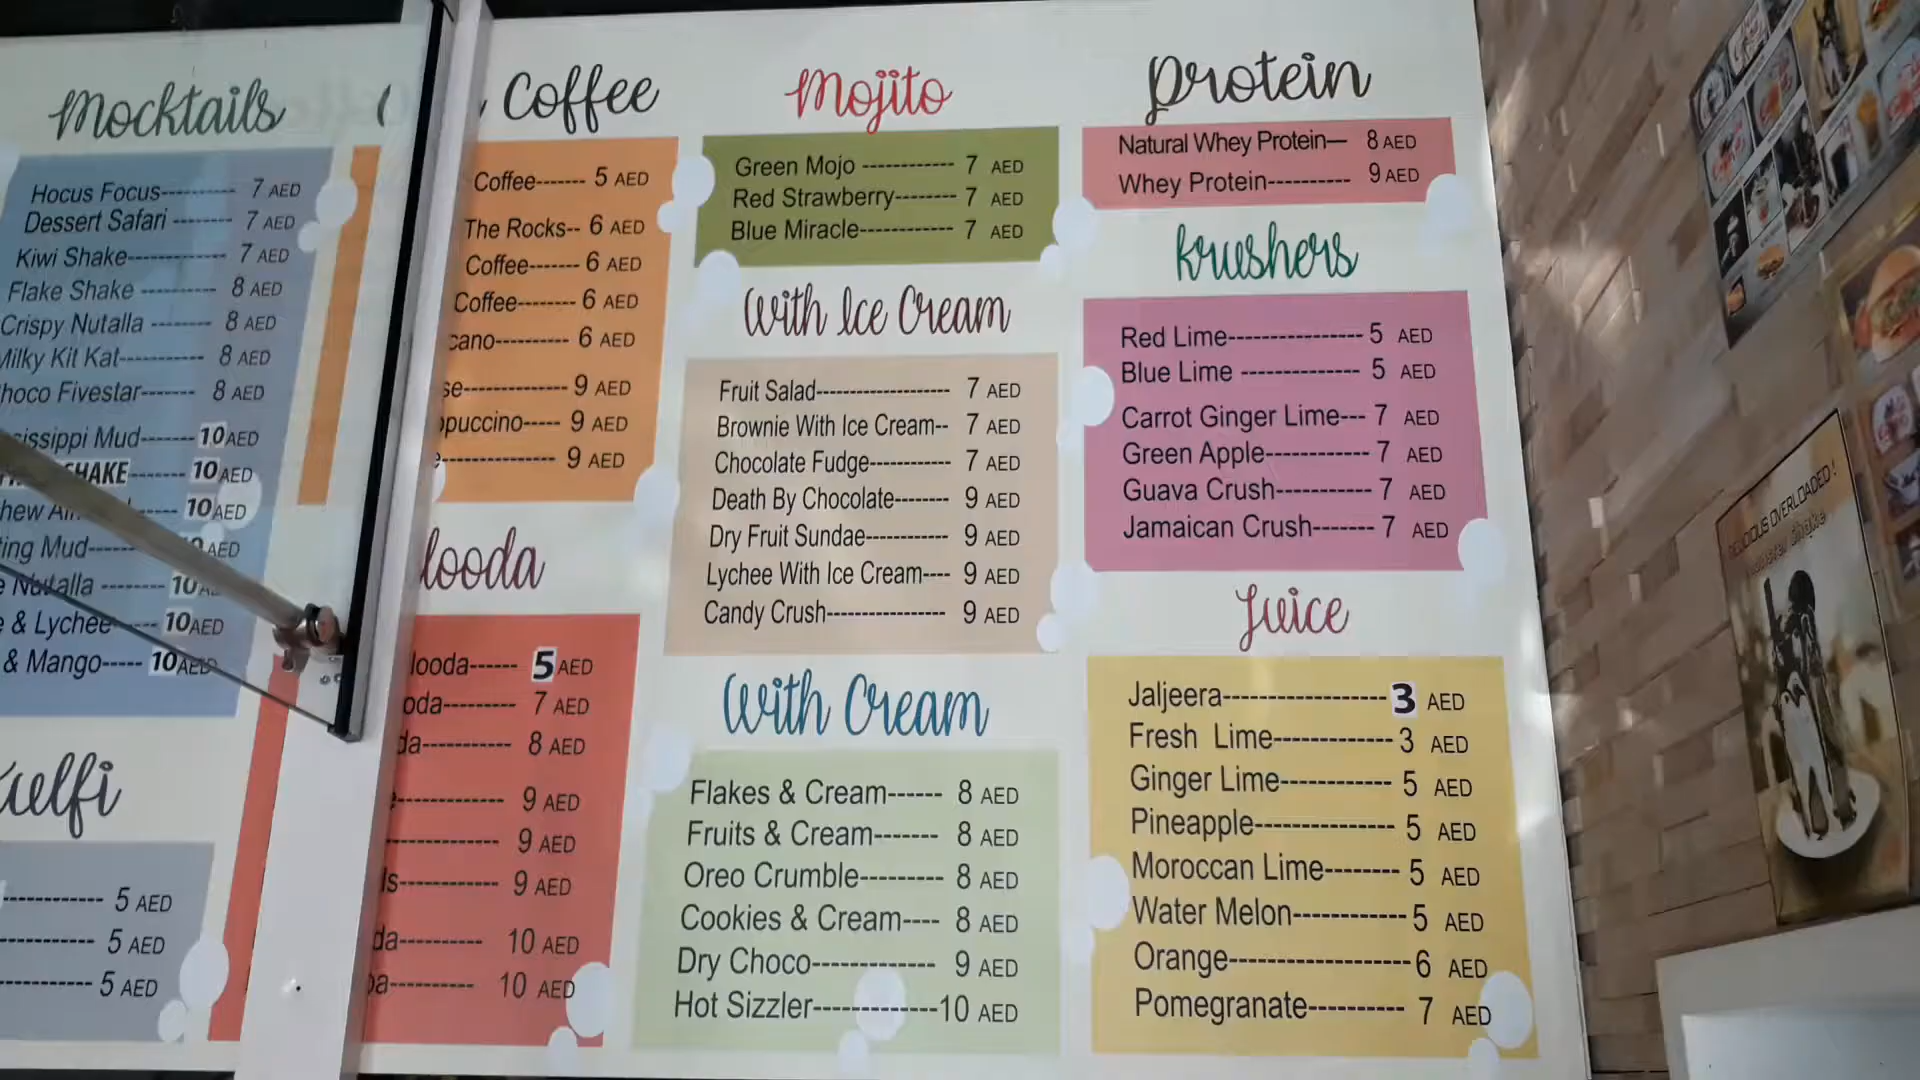 Mocktails
Hocus Focus---------- 7 AED
Dessert Safari -------- 7 AED
Kiwi Shake------------- 7 AED
Flake Shake ---------- 8 AED
Crispy Nutalla -------- 8 AED
Milky Kit Kat----------- 8 AED
hoco Fivestar------- 8 AED
issippi Mud------- 10 AED
HAKE------- 10 AED
hew ----- 10 AED
ting Mud----- AED
Nutalla -------- 10
& Lychee 10 AED
& Mango----- 10 AED
Kulfi
------------ 5 AED
----------- 5 AED
----------- 5 AED
Coffee
Coffee------- 5 AED
The Rocks-- 6 AED
Coffee------- 6 AED
Coffee-------- 6 AED
cano--------- 6 AED
se------------- 9 AED
ppuccino----- 9 AED
e-------------- 9 AED
looda
looda------ 5 AED
oda--------- 7 AED
da----------- 8 AED
e------------- 9 AED
-------------- 9 AED
ls------------ 9 AED
da---------- 10 AED
ba---------- 10 AED
Mojito
Green Mojo ------------ 7 AED
Red Strawberry-------- 7 AED
Blue Miracle------------ 7 AED
With Ice Cream
Fruit Salad------------------ 7 AED
Brownie With Ice Cream-- 7 AED
Chocolate Fudge----------- 7 AED
Death By Chocolate-------- 9 AED
Dry Fruit Sundae------------ 9 AED
Lychee With Ice Cream---- 9 AED
Candy Crush---------------- 9 AED
With Cream
Flakes & Cream------ 8 AED
Fruits & Cream------- 8 AED
Oreo Crumble--------- 8 AED
Cookies & Cream---- 8 AED
Dry Choco------------- 9 AED
Hot Sizzler-------------10 AED
Protein
Natural Whey Protein— 8 AED
Whey Protein----------- 9 AED
Krushers
Red Lime------------------ 5 AED
Blue Lime --------------- 5 AED
Carrot Ginger Lime--- 7 AED
Green Apple------------- 7 AED
Guava Crush------------ 7 AED
Jamaican Crush------- 7 AED
Juice
Jaljeera------------------ 3 AED
Fresh Lime------------- 3 AED
Ginger Lime------------ 5 AED
Pineapple--------------- 5 AED
Moroccan Lime-------- 5 AED
Water Melon------------ 5 AED
Orange-------------------- 6 AED
Pomegranate---------- 7 AED
DELICIOUS OVERLOADED !